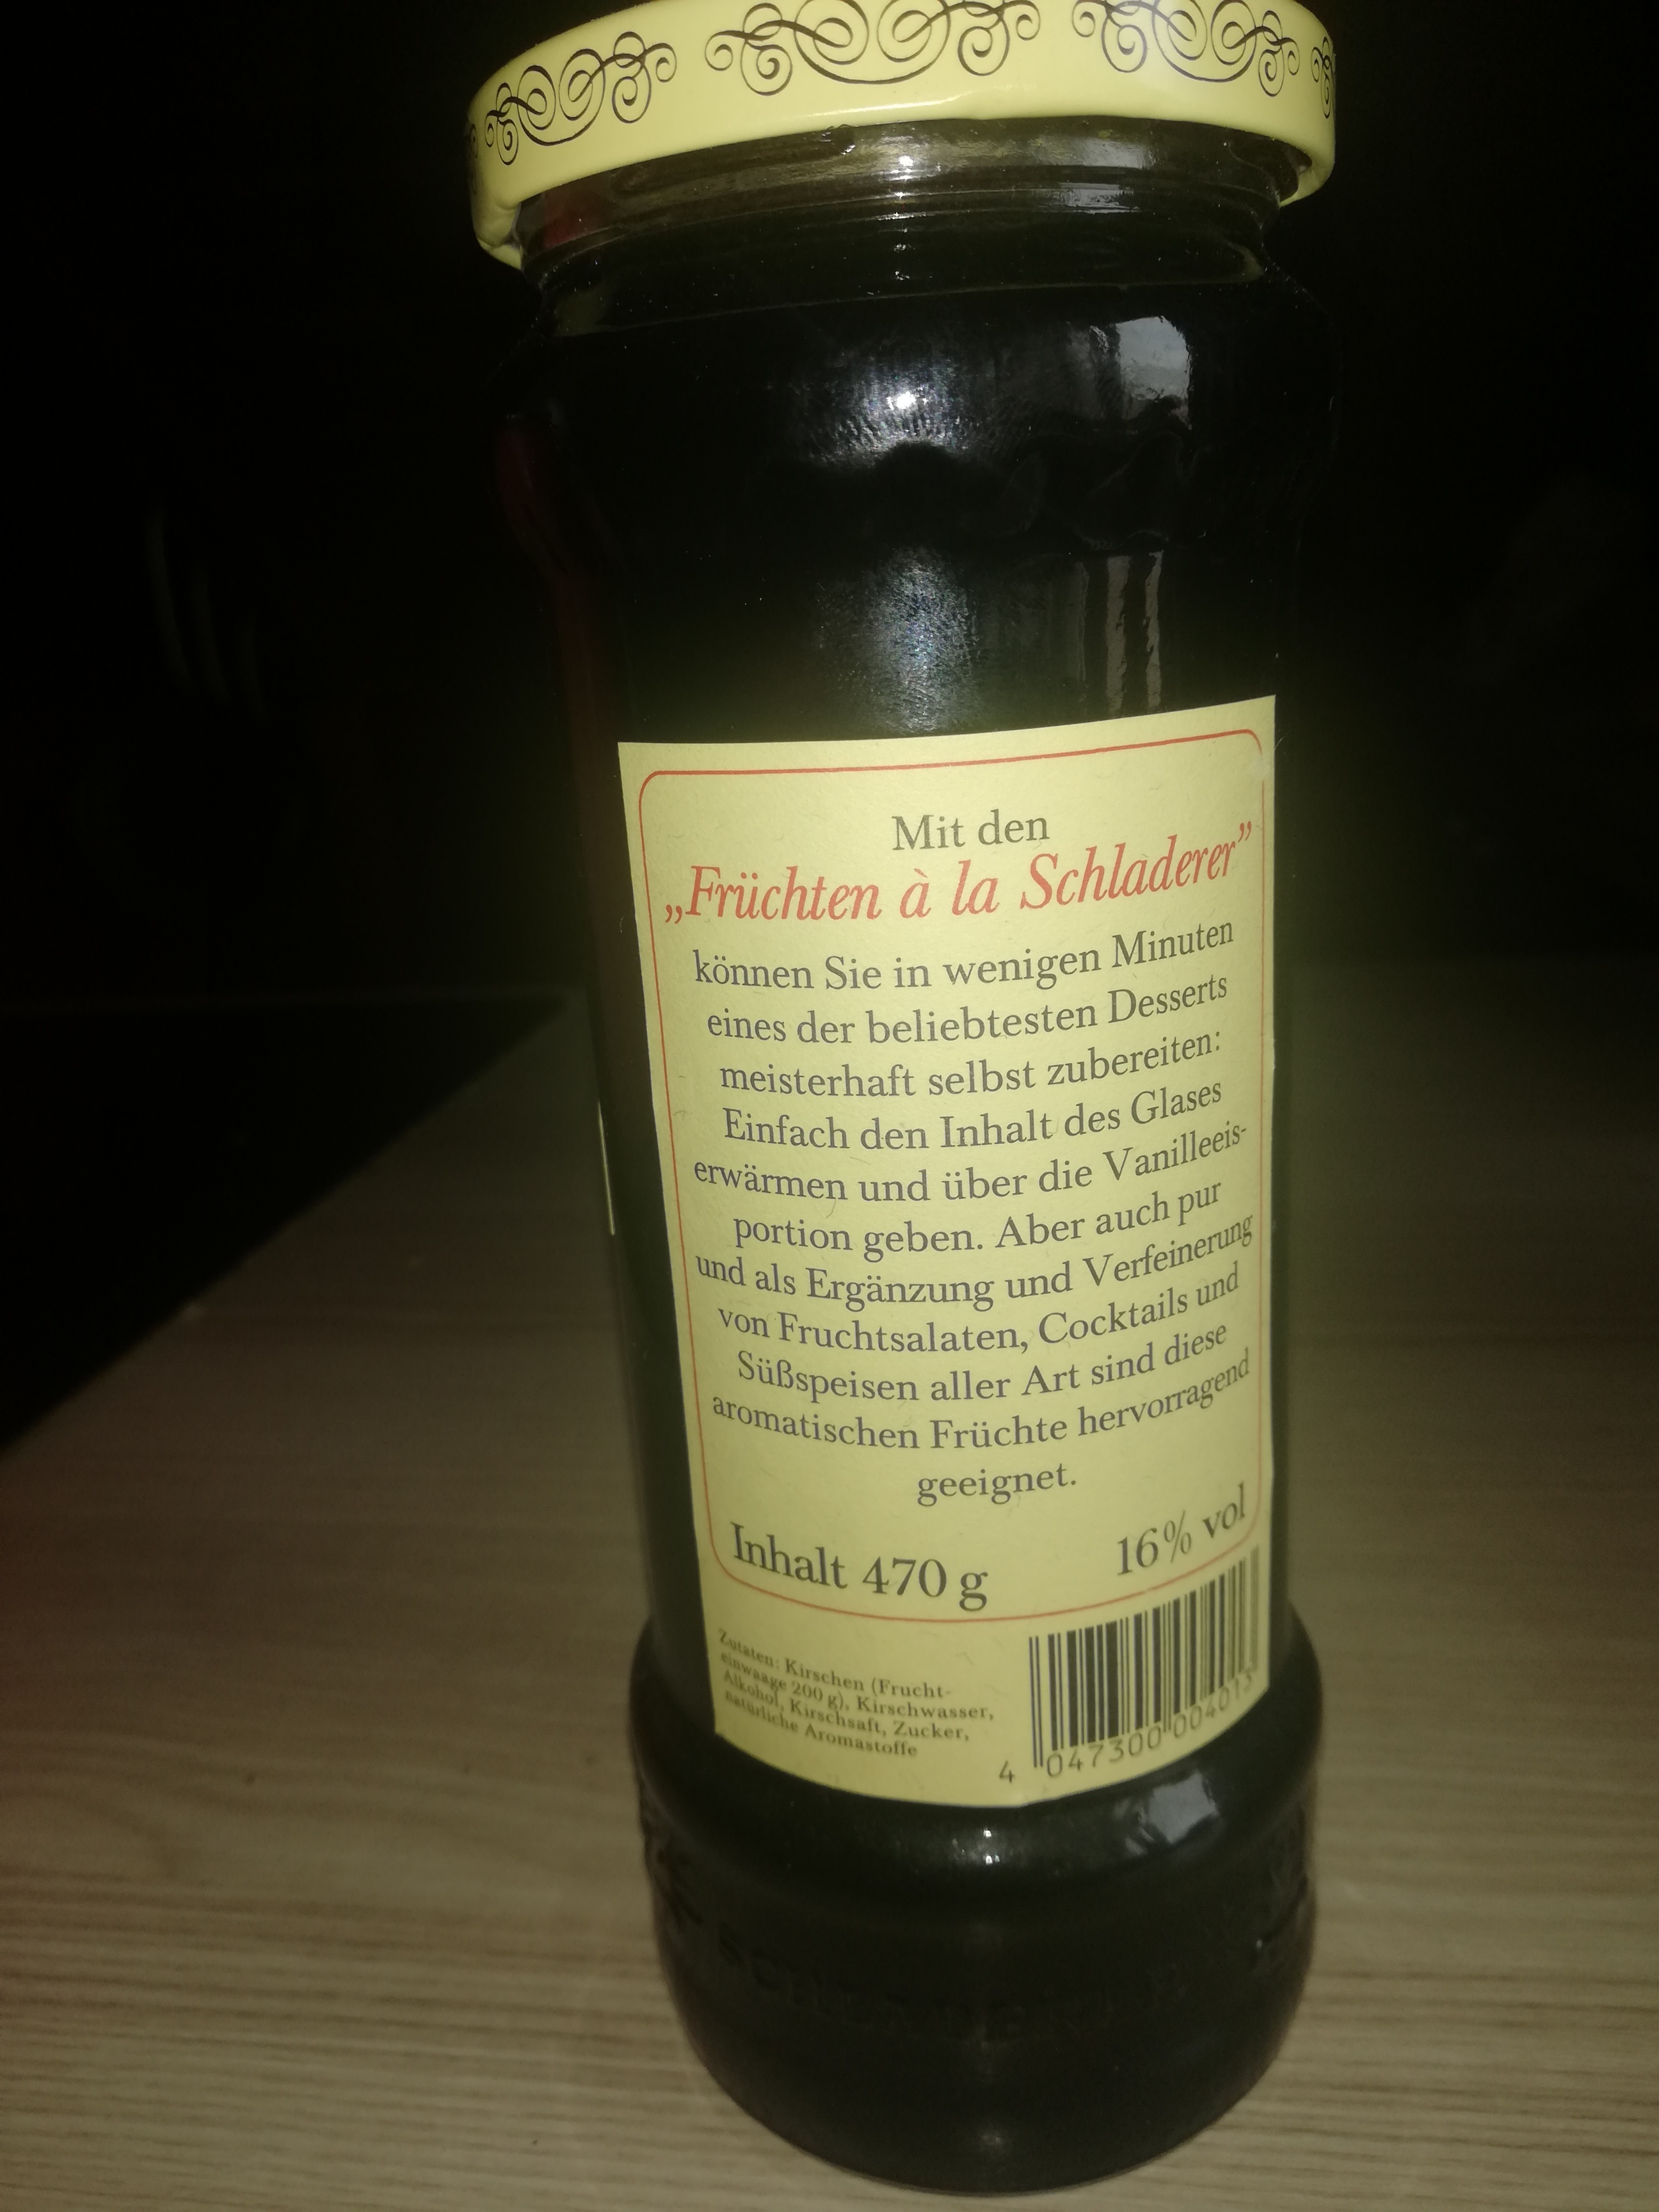 Mit den
„Früchten à la Schladerer”
können Sie in wenigen Minuten
eines der beliebtesten Desserts
meisterhaft selbst zubereiten:
Einfach den Inhalt des Glases
erwärmen und über die Vanilleeis-
portion geben. Aber auch pur
und als Ergänzung und Verfeinerung
von Fruchtsalaten, Cocktails und
Süßspeisen aller Art sind diese
aromatischen Früchte hervorragend
geeignet.
Inhalt 470 g
16% vol
Zutaten: Kirschen (Frucht-
einwaage 200 g), Kirschwasser,
Alkohol, Kirschsaft, Zucker,
natürliche Aromastoffe
4 047300 004013